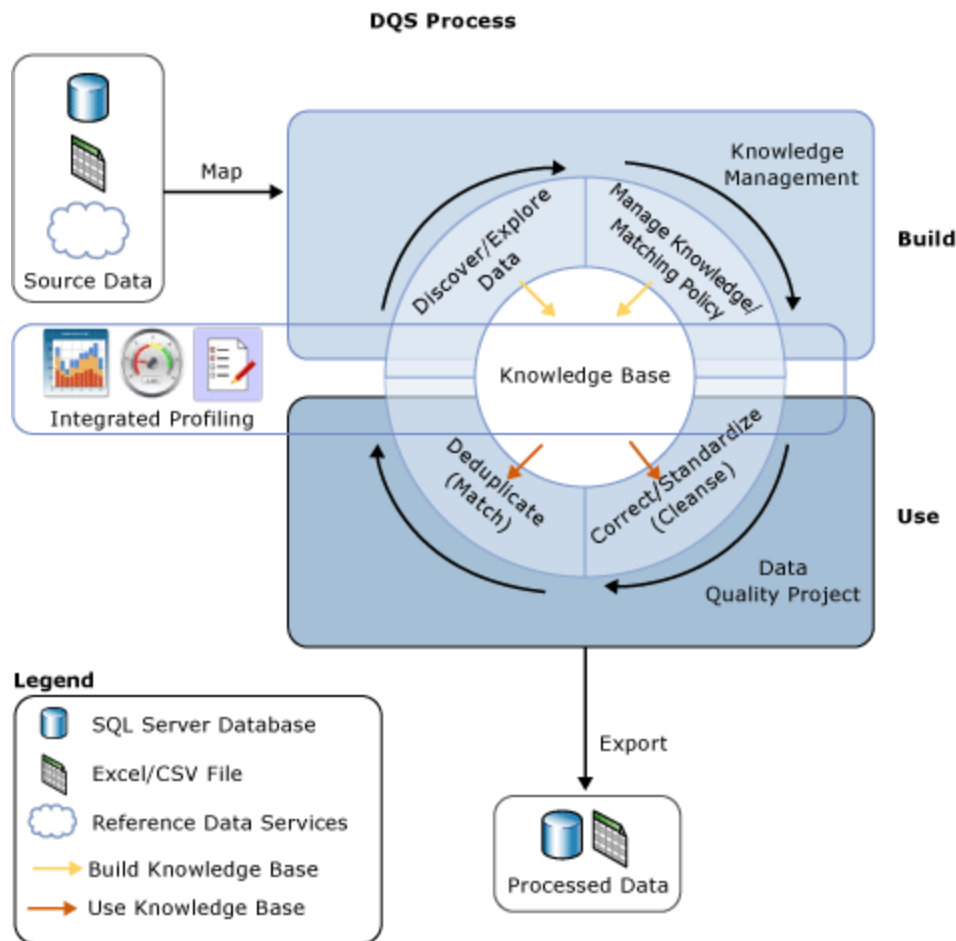 DQS Process
Source Data
Map
Knowledge
Management
Build
Discover/Explore
Data
Manage Knowledge/
Matching Policy
Knowledge Base
Integrated Profiling
Deduplicate
(Match)
Correct/Standardize
(Cleanse)
Use
Data
Quality Project
Legend
SQL Server Database
Excel/CSV File
Reference Data Services
Build Knowledge Base
Use Knowledge Base
Export
Processed Data